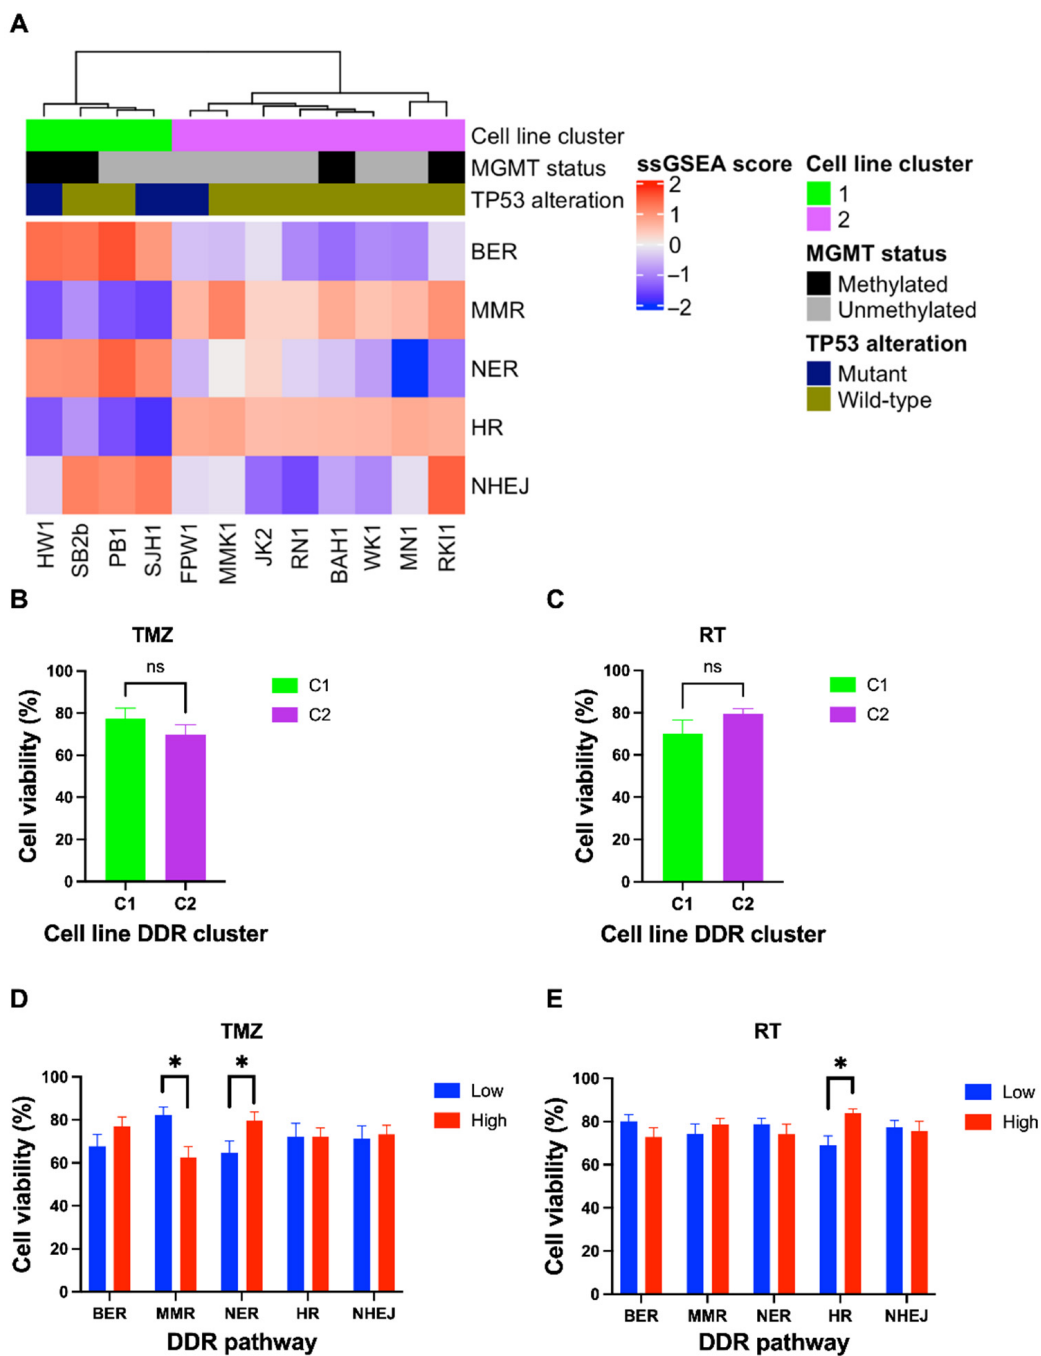 A
Cell line cluster
MGMT status
TP53 alteration
BER
MMR
NER
HR
NHEJ
HW1 SB2b PB1 SJH1 FPW1 MMK1 JK2 RN1 BAH1 WK1 MN1 RKI1
ssGSEA score
2
1
0
−1
−2
Cell line cluster
1
2
MGMT status
Methylated
Unmethylated
TP53 alteration
Mutant
Wild-type
B
TMZ
ns
Cell viability (%)
100
80
60
40
20
0
C1 C2
Cell line DDR cluster
C1
C2
C
RT
ns
Cell viability (%)
100
80
60
40
20
0
C1 C2
Cell line DDR cluster
C1
C2
D
TMZ
* *
Cell viability (%)
100
80
60
40
20
0
BER MMR NER HR NHEJ
DDR pathway
Low
High
E
RT
*
Cell viability (%)
100
80
60
40
20
0
BER MMR NER HR NHEJ
DDR pathway
Low
High